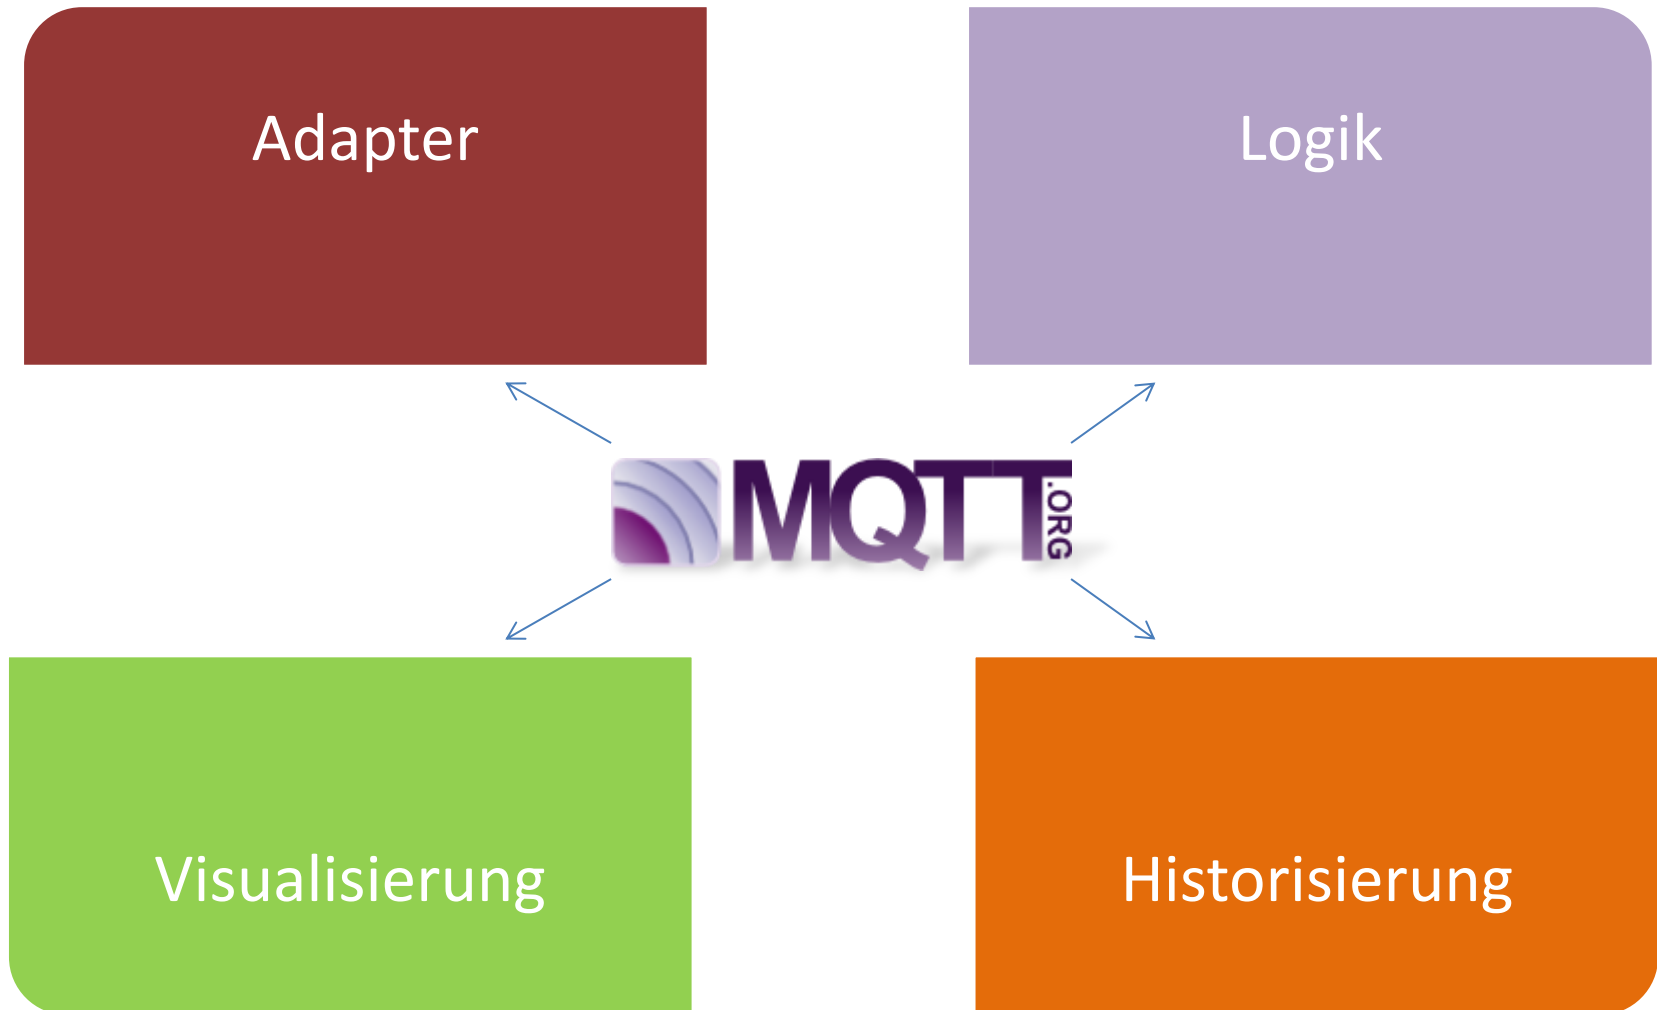 Adapter
Logik
MQTT.ORG
Visualisierung
Historisierung